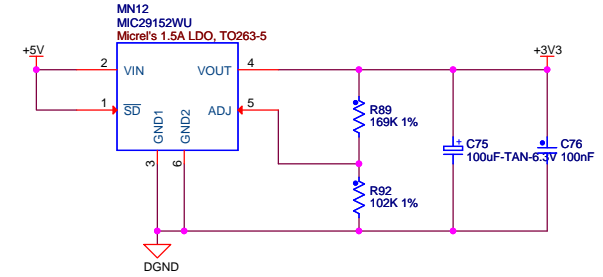 MN12
MIC29152WU
Micrel's 1.5A LDO, TO263-5
+5V
2
VIN
VOUT
4
+3V3
1
SD
ADJ
5
GND1
GND2
3
6
R89
169K 1%
C75
100uF-TAN-6.3V
C76
100nF
R92
102K 1%
DGND